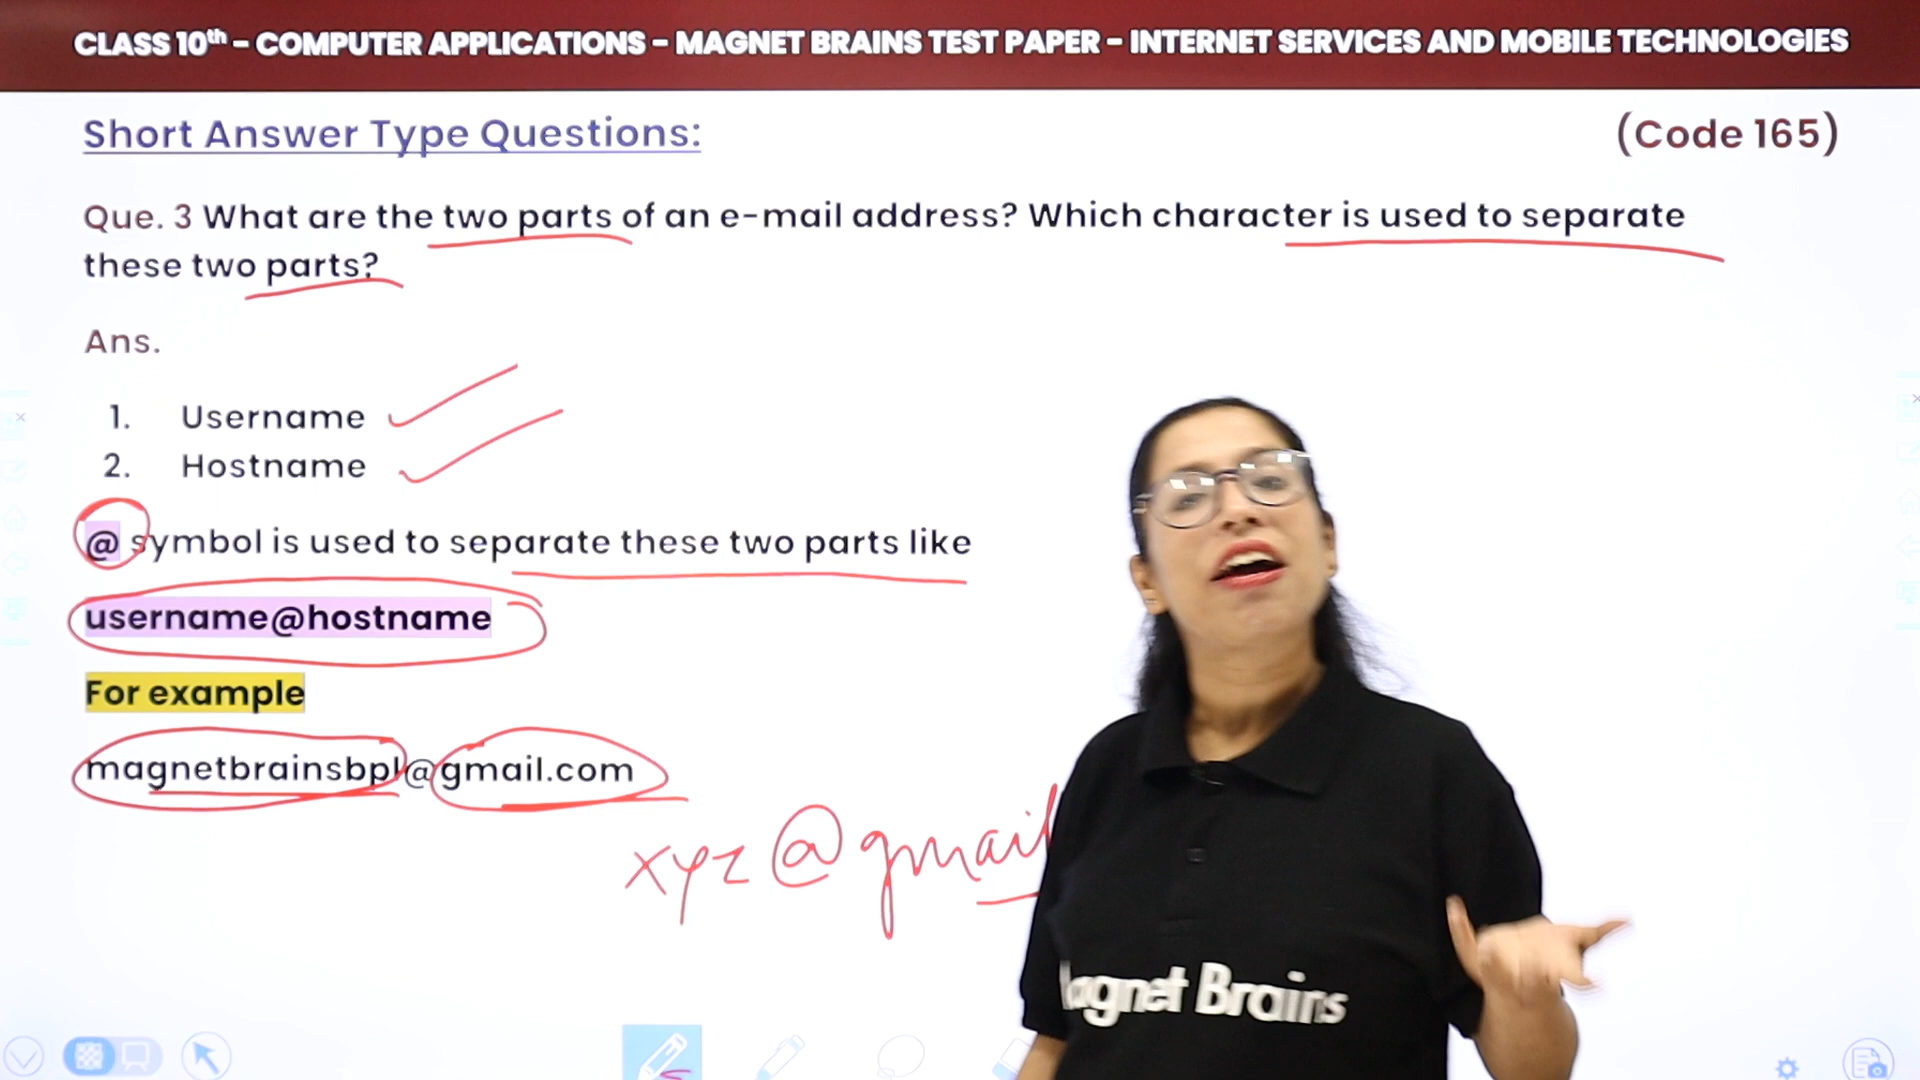 CLASS 10th - COMPUTER APPLICATIONS - MAGNET BRAINS TEST PAPER - INTERNET SERVICES AND MOBILE TECHNOLOGIES
Short Answer Type Questions: (Code 165)
Que. 3 What are the two parts of an e-mail address? Which character is used to separate
these two parts?
Ans.
1. Username
2. Hostname
@ symbol is used to separate these two parts like
username@hostname
For example
magnetbrainsbpl@gmail.com
xyz @gmail
Magnet Brains